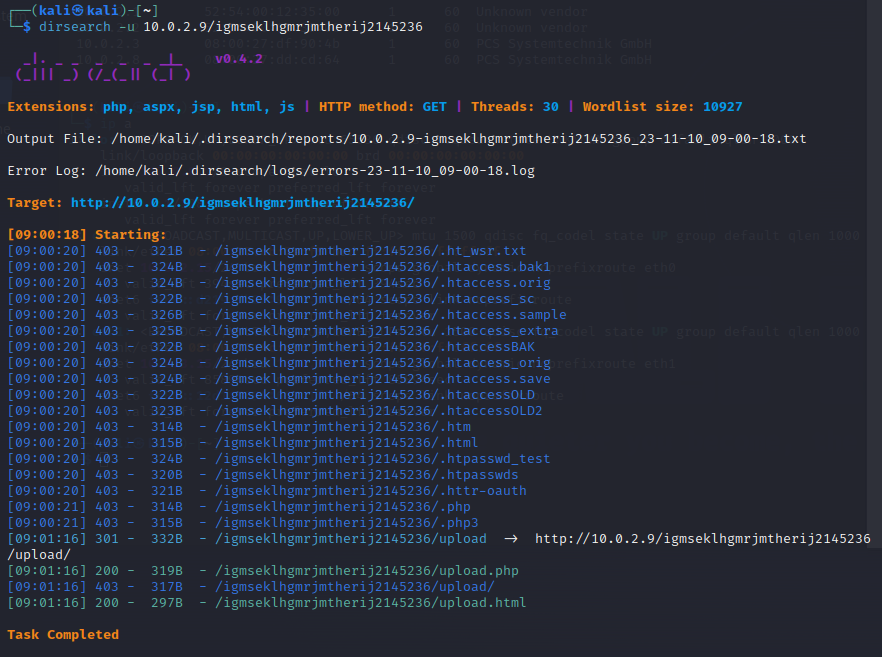 ┌──(kali㉿kali)-[~]
└─$ dirsearch -u 10.0.2.9/igmseklhgmrjmtherij2145236
  _|. _ _  _  _  _ _|_    v0.4.2
 (_||| _) (/_(_|| (_| )
Extensions: php, aspx, jsp, html, js | HTTP method: GET | Threads: 30 | Wordlist size: 10927
Output File: /home/kali/.dirsearch/reports/10.0.2.9-igmseklhgmrjmtherij2145236_23-11-10_09-00-18.txt
Error Log: /home/kali/.dirsearch/logs/errors-23-11-10_09-00-18.log
Target: http://10.0.2.9/igmseklhgmrjmtherij2145236/
[09:00:18] Starting:
[09:00:20] 403 -  321B  - /igmseklhgmrjmtherij2145236/.ht_wsr.txt
[09:00:20] 403 -  324B  - /igmseklhgmrjmtherij2145236/.htaccess.bak1
[09:00:20] 403 -  324B  - /igmseklhgmrjmtherij2145236/.htaccess.orig
[09:00:20] 403 -  322B  - /igmseklhgmrjmtherij2145236/.htaccess_sc
[09:00:20] 403 -  326B  - /igmseklhgmrjmtherij2145236/.htaccess.sample
[09:00:20] 403 -  325B  - /igmseklhgmrjmtherij2145236/.htaccess_extra
[09:00:20] 403 -  322B  - /igmseklhgmrjmtherij2145236/.htaccessBAK
[09:00:20] 403 -  324B  - /igmseklhgmrjmtherij2145236/.htaccess_orig
[09:00:20] 403 -  324B  - /igmseklhgmrjmtherij2145236/.htaccess.save
[09:00:20] 403 -  322B  - /igmseklhgmrjmtherij2145236/.htaccessOLD
[09:00:20] 403 -  323B  - /igmseklhgmrjmtherij2145236/.htaccessOLD2
[09:00:20] 403 -  314B  - /igmseklhgmrjmtherij2145236/.htm
[09:00:20] 403 -  315B  - /igmseklhgmrjmtherij2145236/.html
[09:00:20] 403 -  324B  - /igmseklhgmrjmtherij2145236/.htpasswd_test
[09:00:20] 403 -  320B  - /igmseklhgmrjmtherij2145236/.htpasswds
[09:00:20] 403 -  321B  - /igmseklhgmrjmtherij2145236/.httr-oauth
[09:00:21] 403 -  314B  - /igmseklhgmrjmtherij2145236/.php
[09:00:21] 403 -  315B  - /igmseklhgmrjmtherij2145236/.php3
[09:01:16] 301 -  332B  - /igmseklhgmrjmtherij2145236/upload  ->  http://10.0.2.9/igmseklhgmrjmtherij2145236
/upload/
[09:01:16] 200 -  319B  - /igmseklhgmrjmtherij2145236/upload.php
[09:01:16] 403 -  317B  - /igmseklhgmrjmtherij2145236/upload/
[09:01:16] 200 -  297B  - /igmseklhgmrjmtherij2145236/upload.html
Task Completed